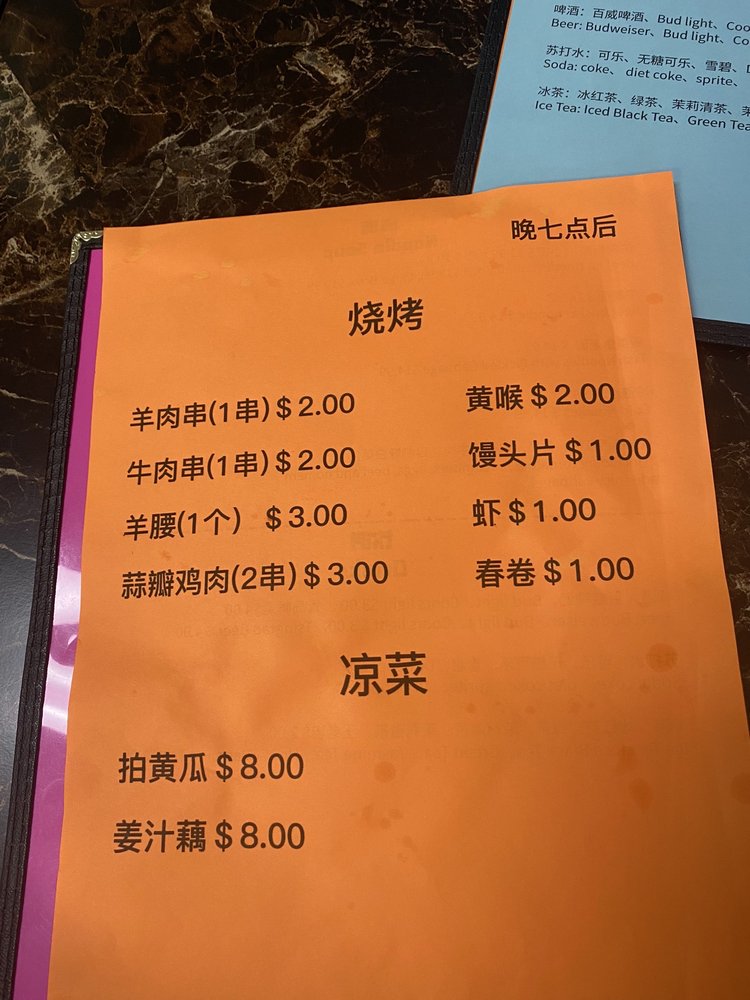 啤酒：百威啤酒、Bud light、
Beer: Budweiser、Bud light、
苏打水：可乐、无糖可乐、雪碧、
Soda: coke、 diet coke、sprite、
冰茶：冰红茶、绿茶、茉莉清茶、
Ice Tea: Iced Black Tea、Green Tea
晚七点后
烧烤
羊肉串(1串)$2.00 黄喉$2.00
牛肉串(1串)$2.00 馒头片$1.00
羊腰(1个) $3.00 虾$1.00
蒜瓣鸡肉(2串)$3.00 春卷$1.00
凉菜
拍黄瓜$8.00
姜汁藕$8.00